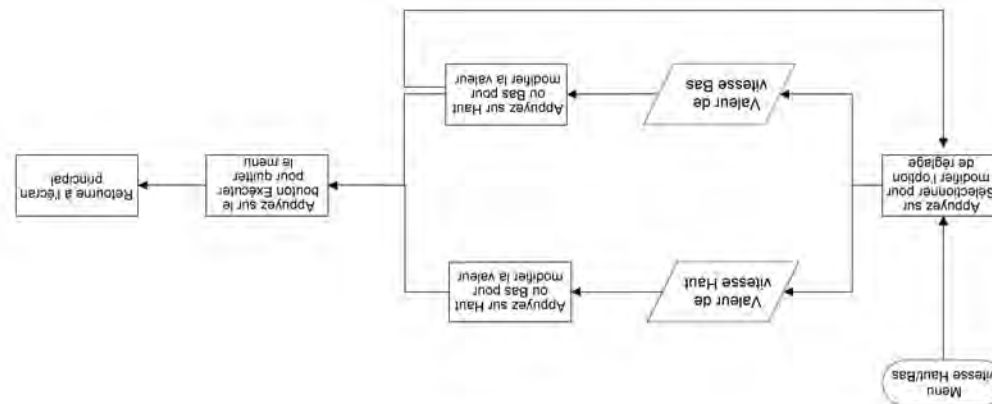 Menu
vitesse Haut/Bas
Appuyez sur
Sélectionner pour
modifier l'option
de réglage
Valeur de
vitesse Haut
Appuyez sur Haut
ou Bas pour
modifier la valeur
Valeur de
vitesse Bas
Appuyez sur Haut
ou Bas pour
modifier la valeur
Appuyez sur le
bouton Exécuter
pour quitter
le menu
Retourne à l'écran
principal